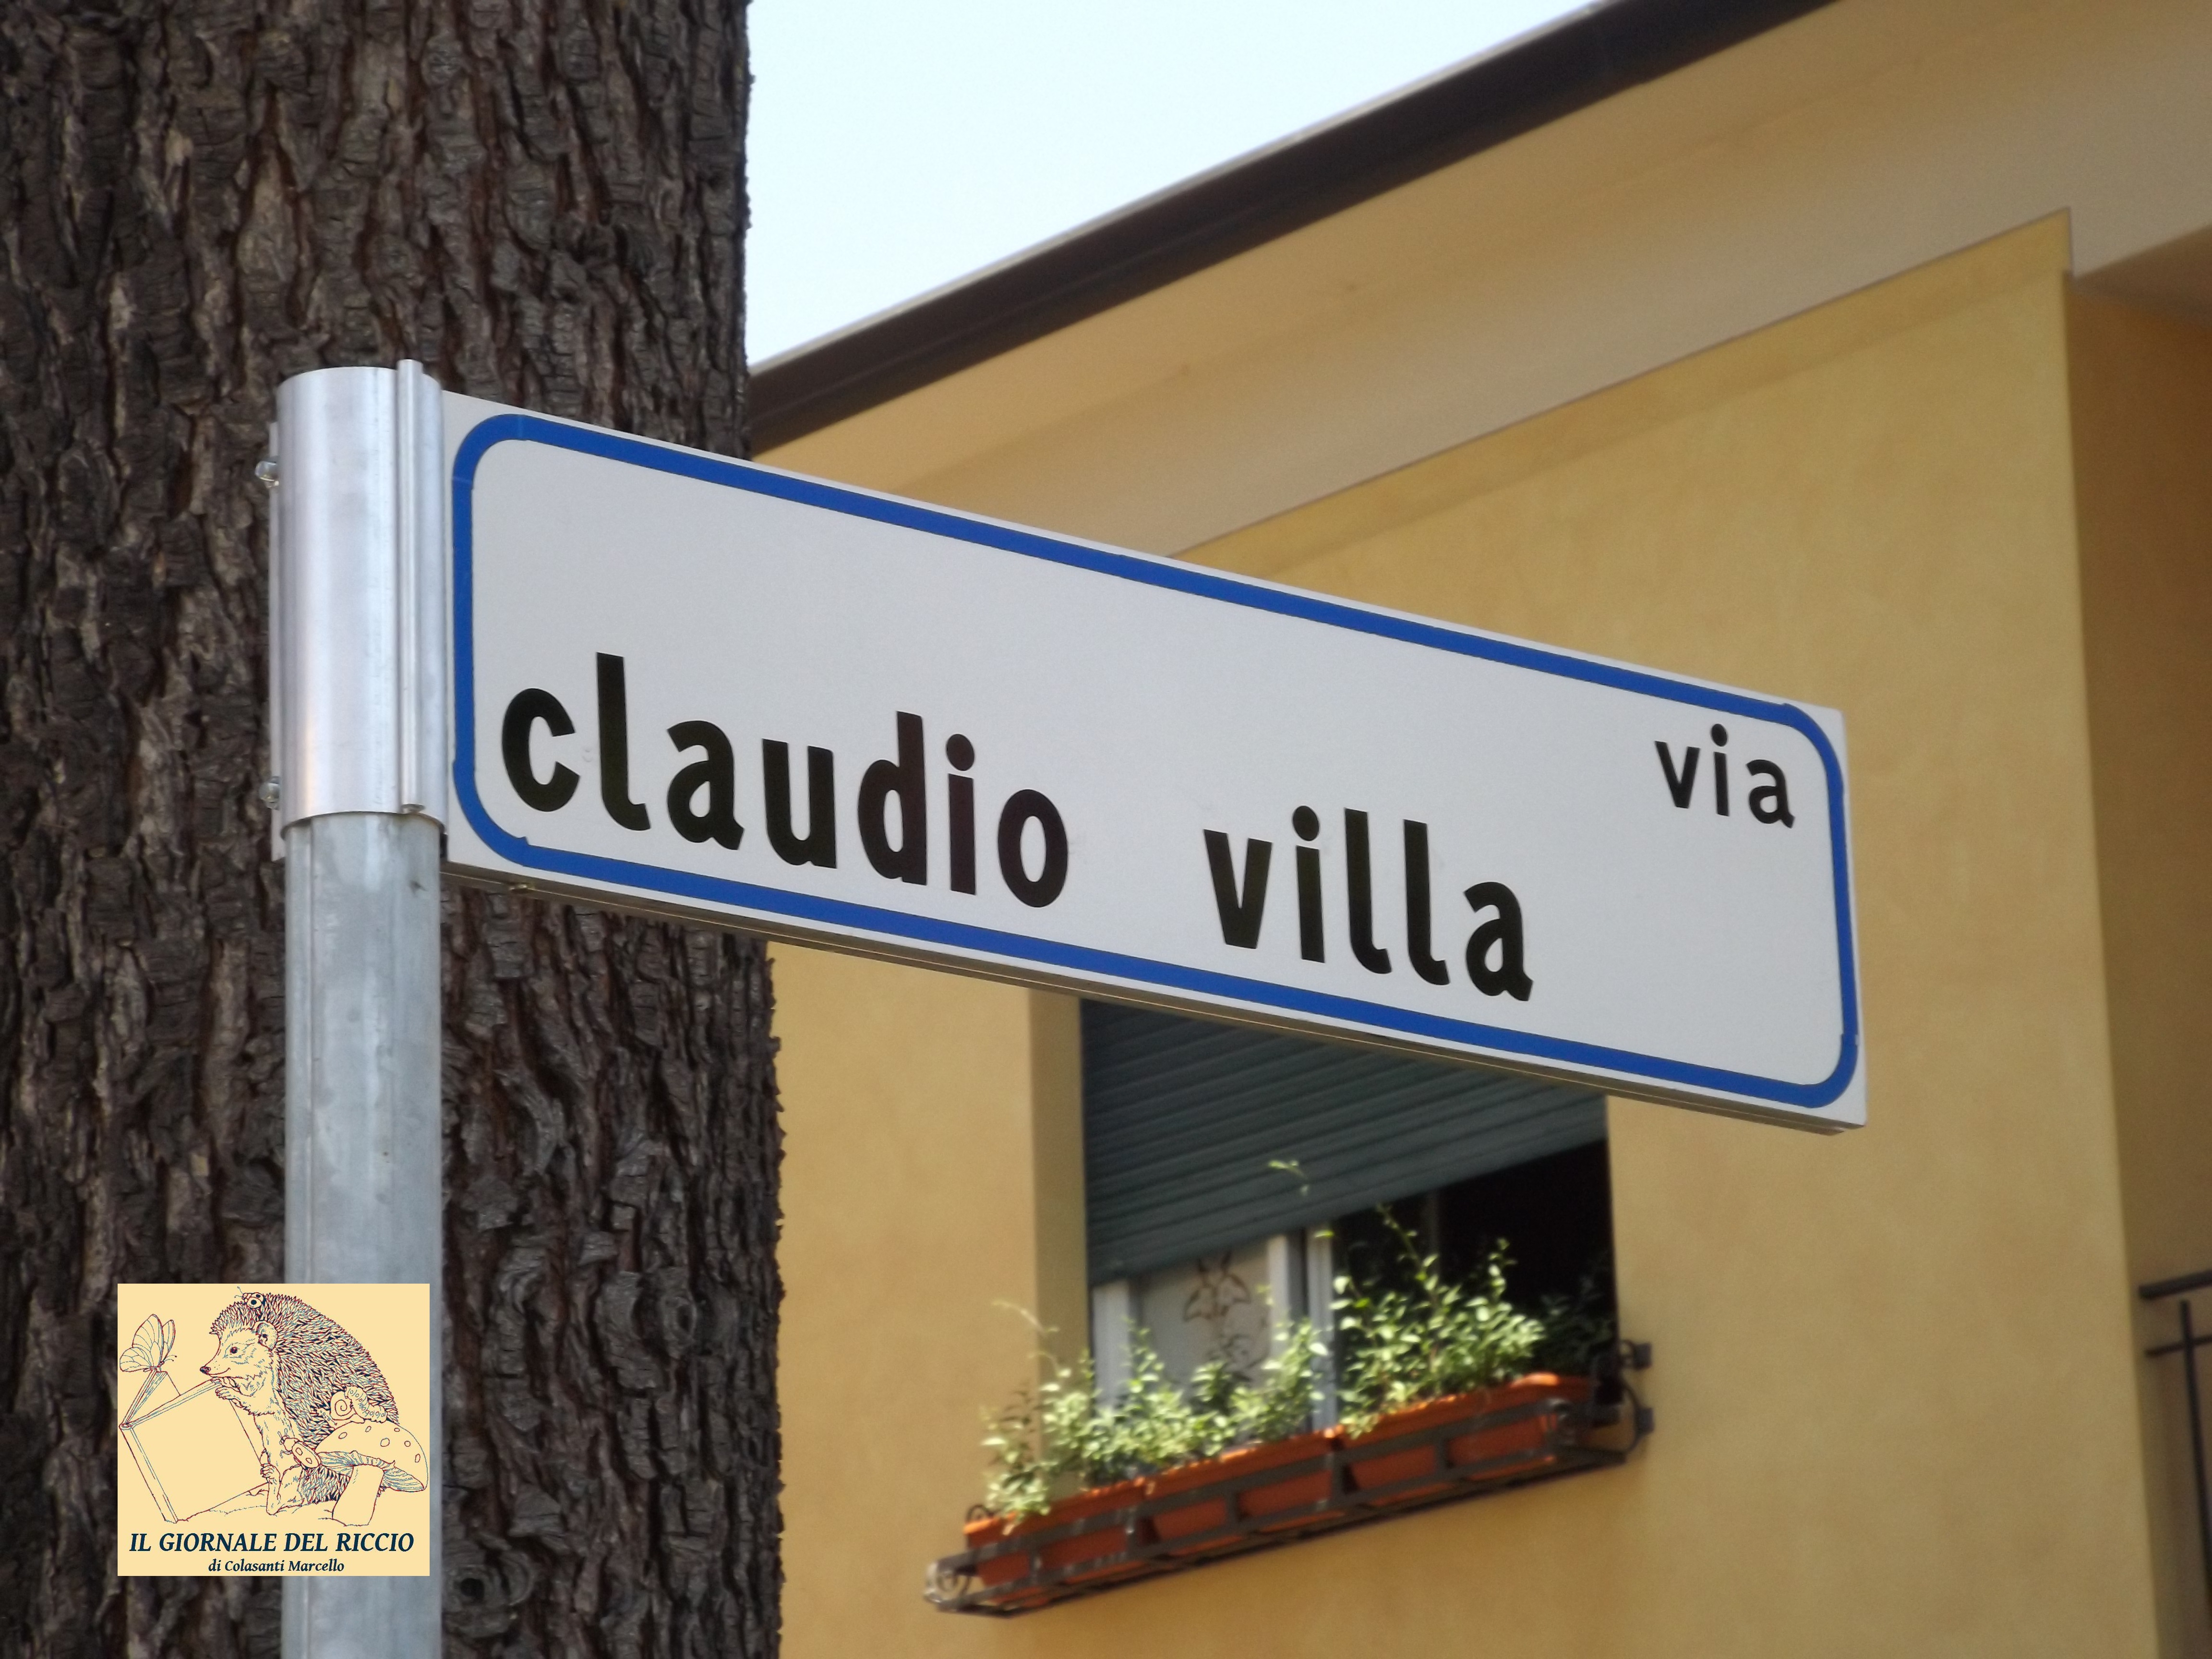 via
claudio villa
IL GIORNALE DEL RICCIO
di Colasanti Marcello